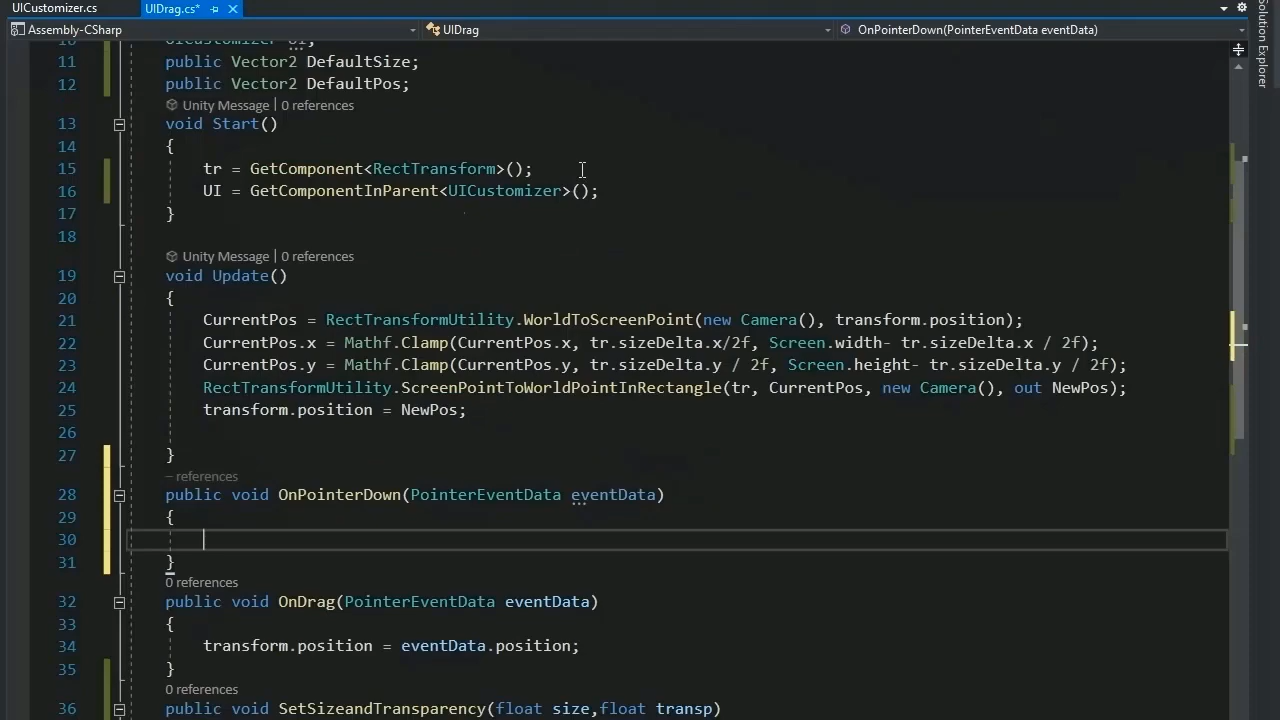 UICustomizer.cs UIDrag.cs*
Solution Explorer
Assembly-CSharp UIDrag OnPointerDown(PointerEventData eventData)
10 UICustomizer UI;
11 public Vector2 DefaultSize;
12 public Vector2 DefaultPos;
Unity Message | 0 references
13 void Start()
14 {
15 tr = GetComponent<RectTransform>();
16 UI = GetComponentInParent<UICustomizer>();
17 }
18
Unity Message | 0 references
19 void Update()
20 {
21 CurrentPos = RectTransformUtility.WorldToScreenPoint(new Camera(), transform.position);
22 CurrentPos.x = Mathf.Clamp(CurrentPos.x, tr.sizeDelta.x/2f, Screen.width- tr.sizeDelta.x / 2f);
23 CurrentPos.y = Mathf.Clamp(CurrentPos.y, tr.sizeDelta.y / 2f, Screen.height- tr.sizeDelta.y / 2f);
24 RectTransformUtility.ScreenPointToWorldPointInRectangle(tr, CurrentPos, new Camera(), out NewPos);
25 transform.position = NewPos;
26
27 }
– references
28 public void OnPointerDown(PointerEventData eventData)
29 {
30
31 }
0 references
32 public void OnDrag(PointerEventData eventData)
33 {
34 transform.position = eventData.position;
35 }
0 references
36 public void SetSizeandTransparency(float size,float transp)